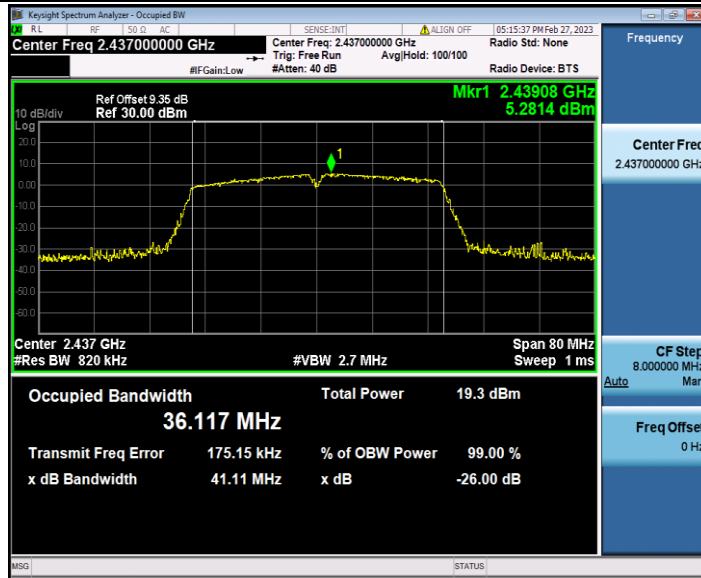 Keysight Spectrum Analyzer - Occupied BW
RL RF 50 Ω AC SENSE:INT ALIGN OFF 05:15:37 PM Feb 27, 2023
Center Freq 2.437000000 GHz
Center Freq: 2.437000000 GHz
Radio Std: None
Trig: Free Run Avg|Hold: 100/100
#IFGain:Low
#Atten: 40 dB
Radio Device: BTS
Ref Offset 9.35 dB
10 dB/div Ref 30.00 dBm
Mkr1 2.43908 GHz
5.2814 dBm
Log
20.0
10.0
0.00
-10.0
-20.0
-30.0
-40.0
-50.0
-60.0
1
Center 2.437 GHz
Span 80 MHz
#Res BW 820 kHz
#VBW 2.7 MHz
Sweep 1 ms
Occupied Bandwidth
36.117 MHz
Total Power 19.3 dBm
Transmit Freq Error 175.15 kHz
% of OBW Power 99.00 %
x dB Bandwidth 41.11 MHz
x dB -26.00 dB
MSG
STATUS
Frequency
Center Freq
2.437000000 GHz
CF Step
8.000000 MHz
Auto Man
Freq Offset
0 Hz